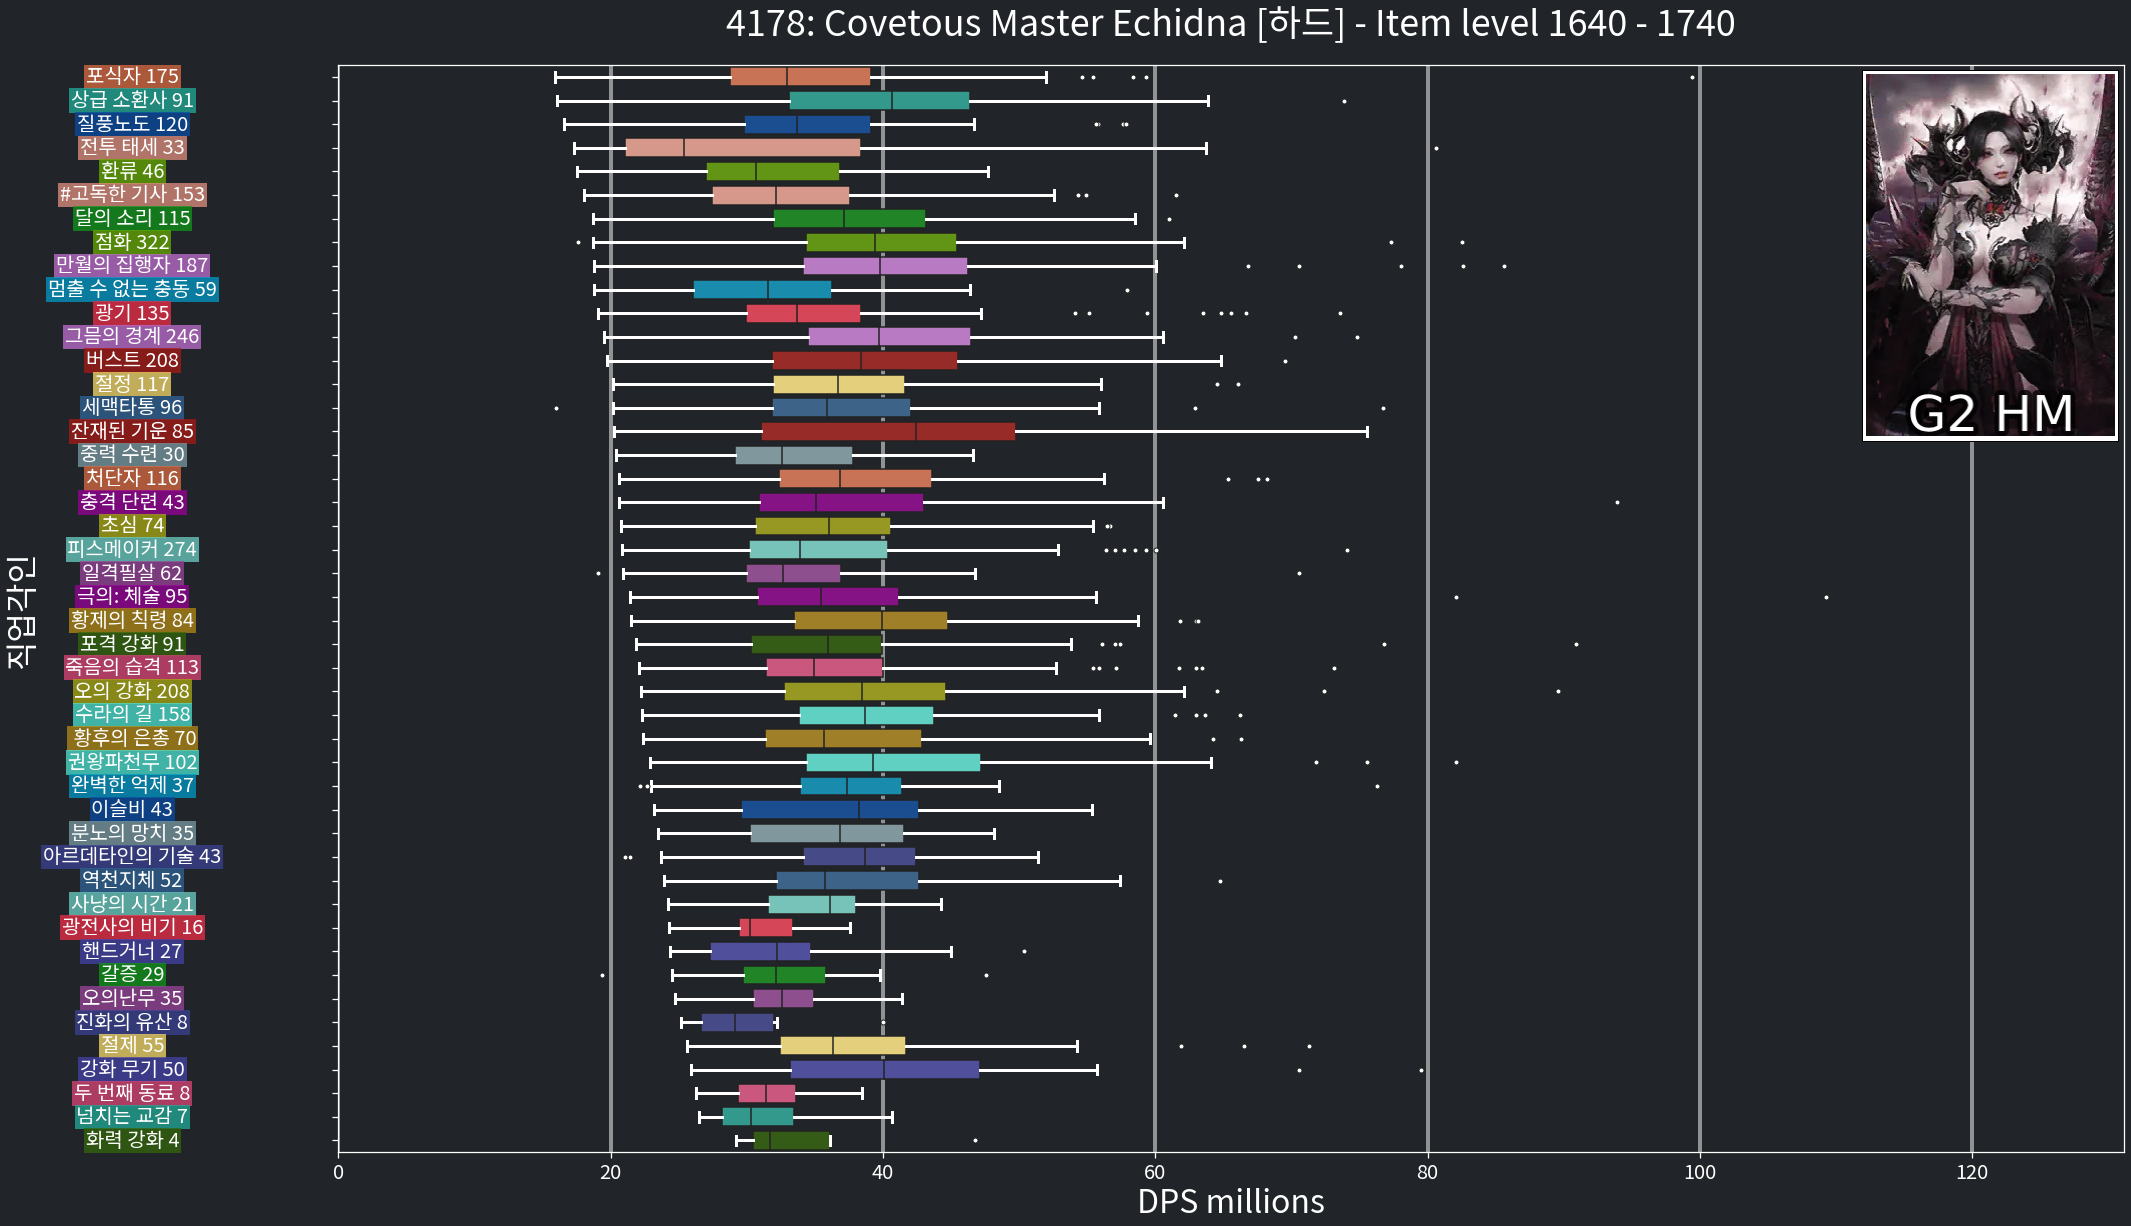 4178: Covetous Master Echidna [하드] - Item level 1640 - 1740
포식자 175
상급 소환사 91
질풍노도 120
전투 태세 33
환류 46
#고독한 기사 153
달의 소리 115
점화 322
만월의 집행자 187
멈출 수 없는 충동 59
광기 135
그믐의 경계 246
버스트 208
절정 117
세맥타통 96
잔재된 기운 85
중력 수련 30
처단자 116
충격 단련 43
초심 74
피스메이커 274
일격필살 62
극의: 체술 95
황제의 칙령 84
포격 강화 91
죽음의 습격 113
오의 강화 208
수라의 길 158
황후의 은총 70
권왕파천무 102
완벽한 억제 37
이슬비 43
분노의 망치 35
아르데타인의 기술 43
역천지체 52
사냥의 시간 21
광전사의 비기 16
핸드거너 27
갈증 29
오의난무 35
진화의 유산 8
절제 55
강화 무기 50
두 번째 동료 8
넘치는 교감 7
화력 강화 4
직업각인
G2 HM
0 20 40 60 80 100 120
DPS millions